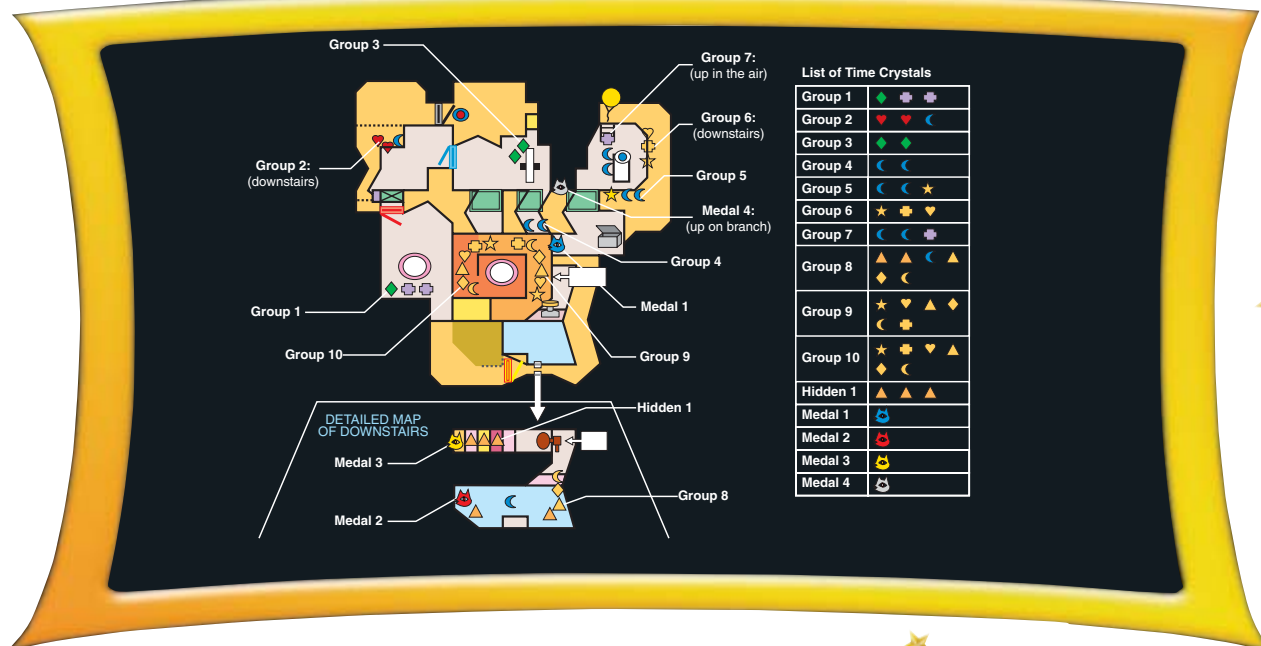 Group 3
Group 7:
(up in the air)
Group 6:
(downstairs)
Group 2:
(downstairs)
Group 5
Medal 4:
(up on branch)
Group 4
Group 1
Medal 1
Group 10
Group 9
DETAILED MAP
OF DOWNSTAIRS
Hidden 1
Medal 3
Group 8
Medal 2
List of Time Crystals
Group 1
Group 2
Group 3
Group 4
Group 5
Group 6
Group 7
Group 8
Group 9
Group 10
Hidden 1
Medal 1
Medal 2
Medal 3
Medal 4